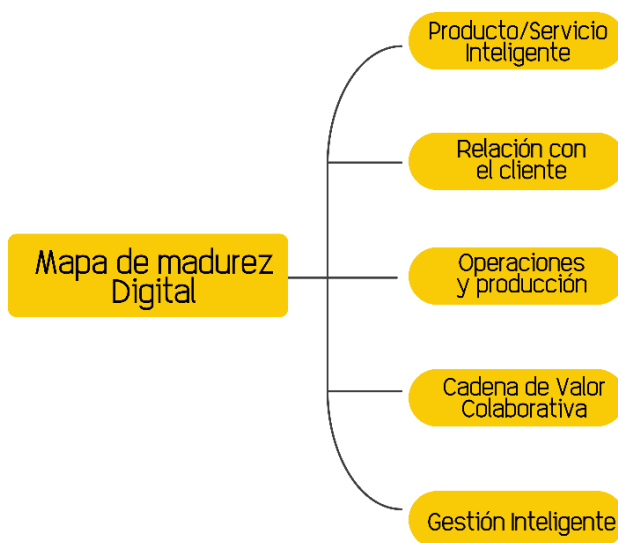 Producto/Servicio
Inteligente
Relación con
el cliente
Mapa de madurez
Digital
Operaciones
y producción
Cadena de Valor
Colaborativa
Gestión Inteligente